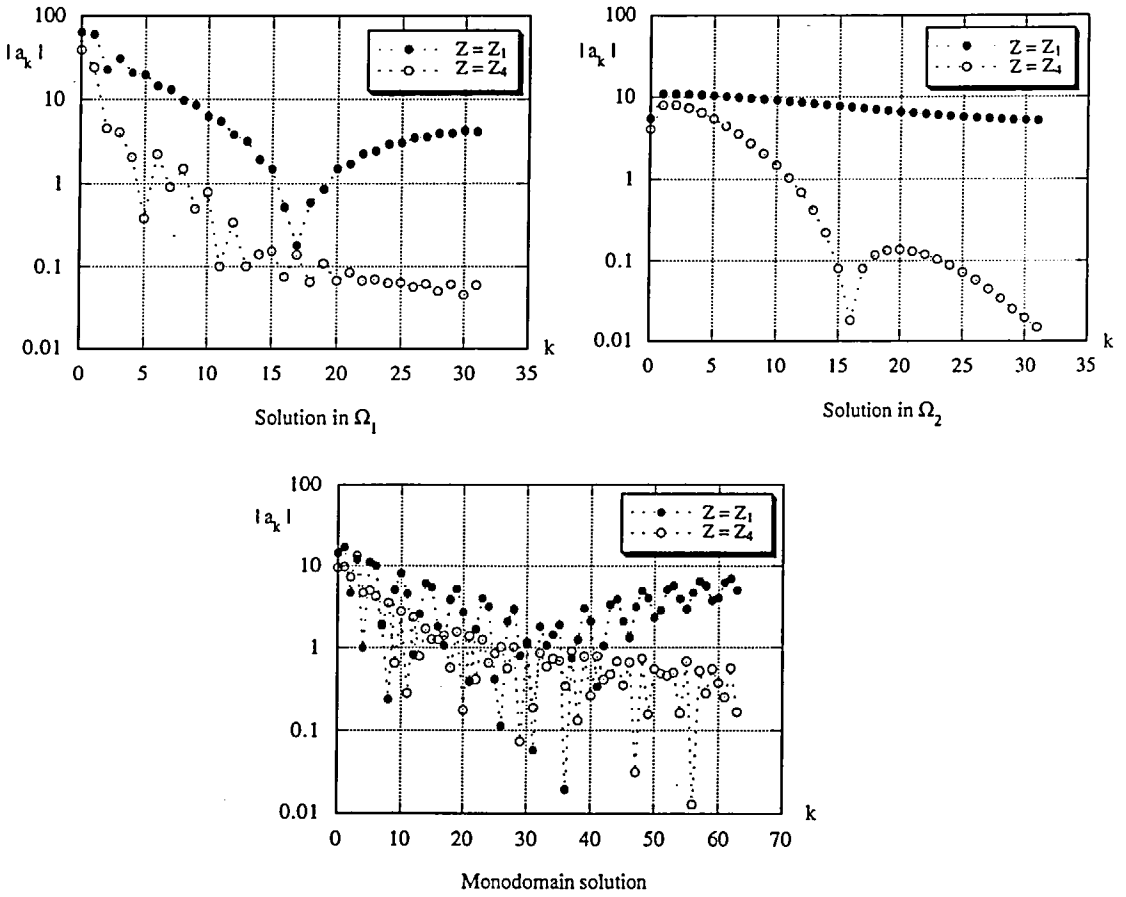 100
10
1
0.1
0.01
| a_k |
Z = Z_1
Z = Z_4
0 5 10 15 20 25 30 35
k
Solution in Ω_1
100
10
1
0.1
0.01
| a_k |
Z = Z_1
Z = Z_4
0 5 10 15 20 25 30 35
k
Solution in Ω_2
100
10
1
0.1
0.01
| a_k |
Z = Z_1
Z = Z_4
0 10 20 30 40 50 60 70
k
Monodomain solution